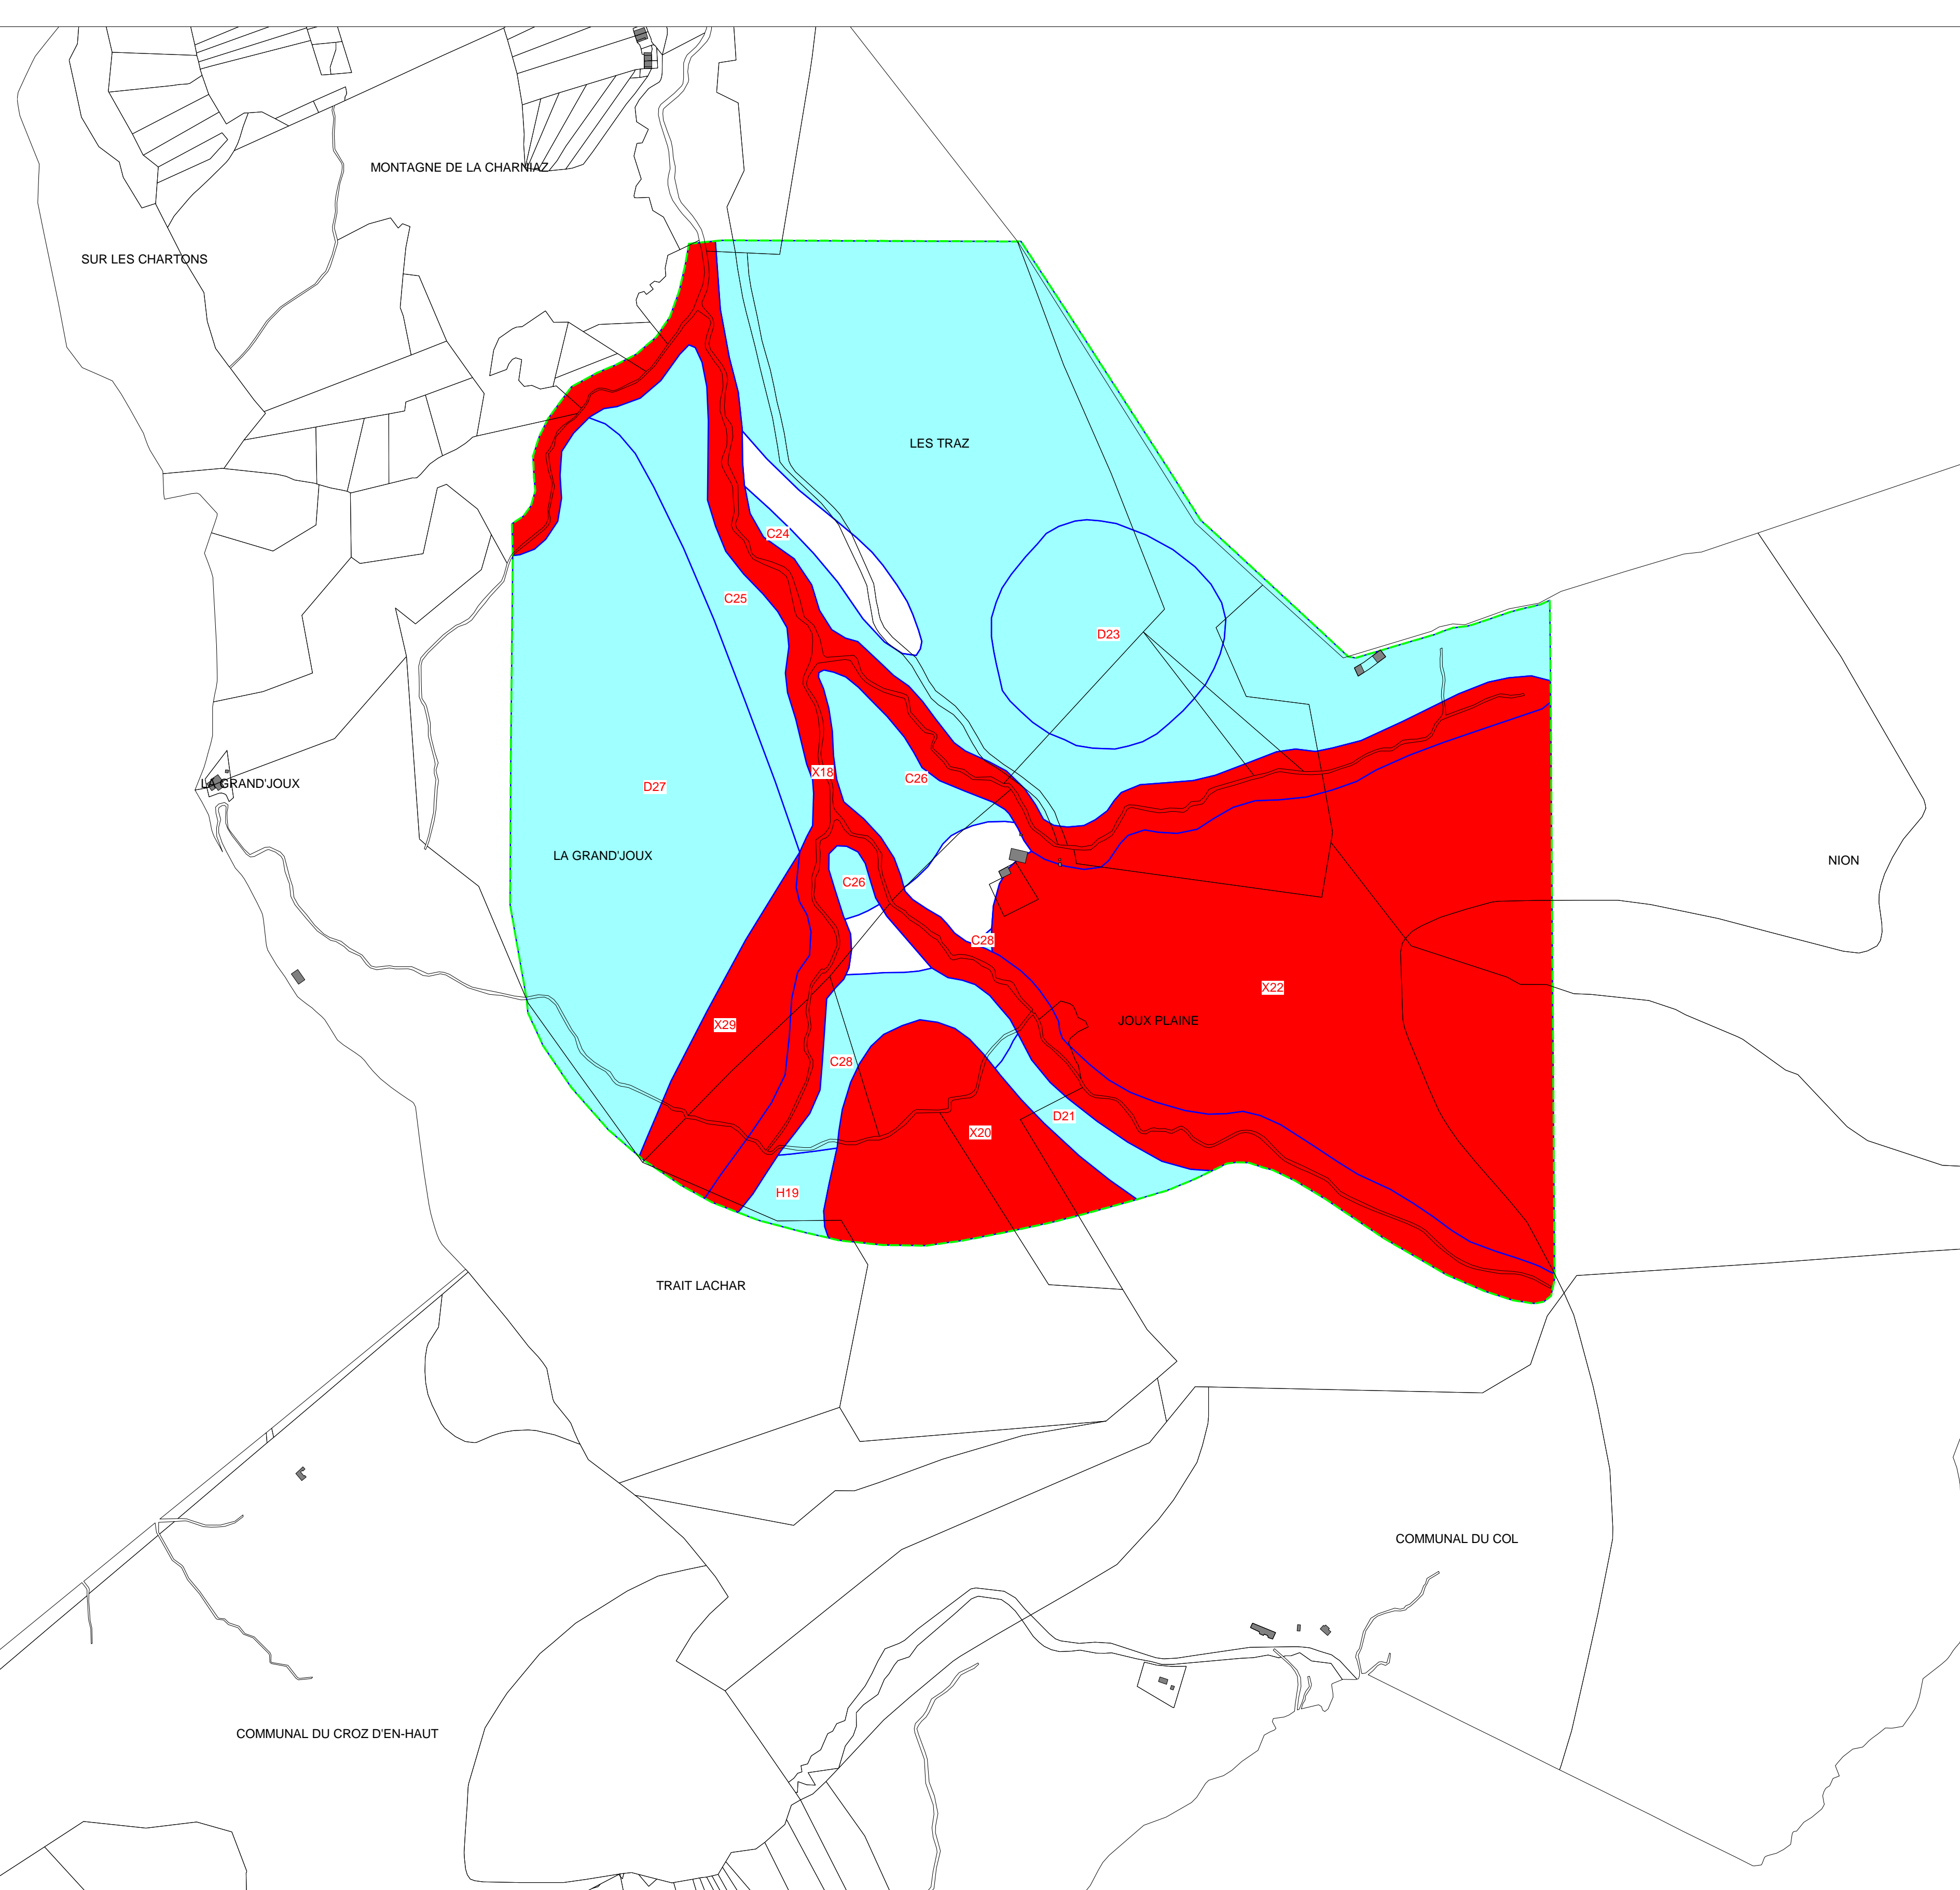 MONTAGNE DE LA CHARNIAZ
SUR LES CHARTONS
LES TRAZ
C24
C25
D23
X18
C26
LA GRAND'JOUX
D27
LA GRAND'JOUX
NION
C26
C28
X22
JOUX PLAINE
X29
C28
D21
X20
H19
TRAIT LACHAR
COMMUNAL DU COL
COMMUNAL DU CROZ D'EN-HAUT